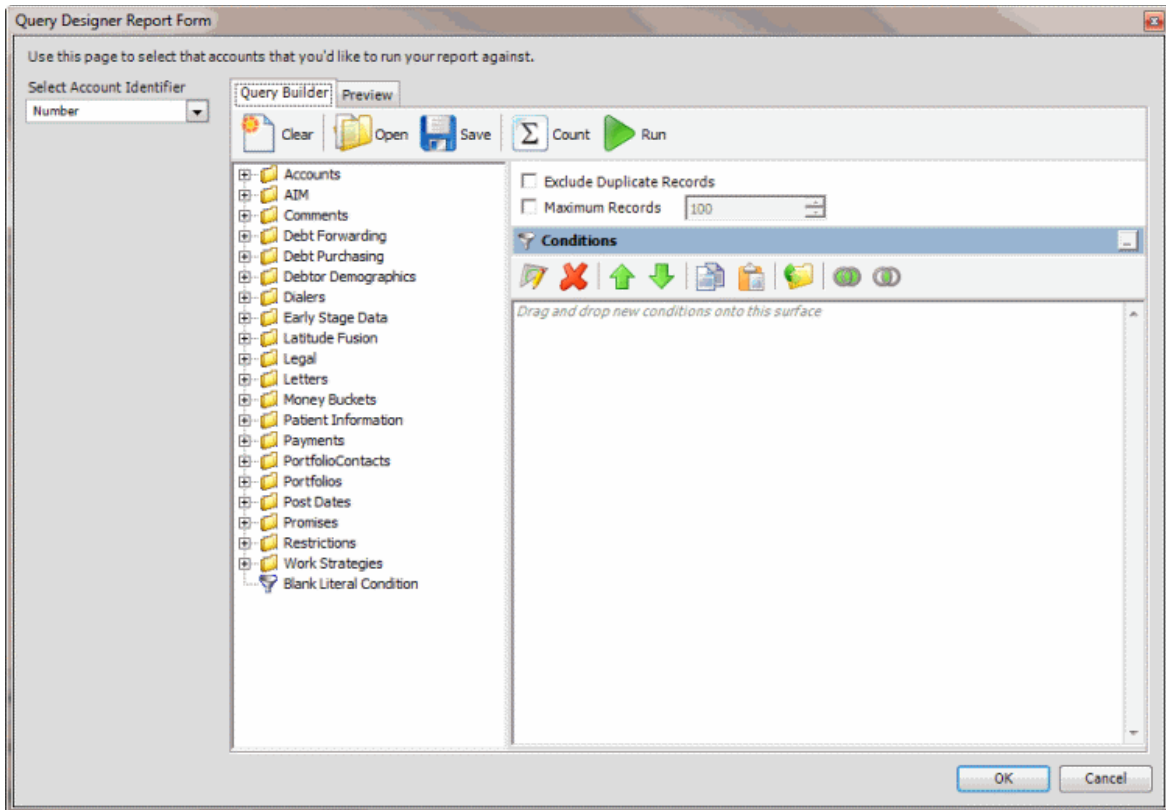 Query Designer Report Form
Use this page to select that accounts that you'd like to run your report against.
Select Account Identifier
Number
Query Builder Preview
Clear Open Save Count Run
Accounts
AIM
Comments
Debt Forwarding
Debt Purchasing
Debtor Demographics
Dialers
Early Stage Data
Latitude Fusion
Legal
Letters
Money Buckets
Patient Information
Payments
PortfolioContacts
Portfolios
Post Dates
Promises
Restrictions
Work Strategies
Blank Literal Condition
Exclude Duplicate Records
Maximum Records 100
Conditions
Drag and drop new conditions onto this surface
OK Cancel